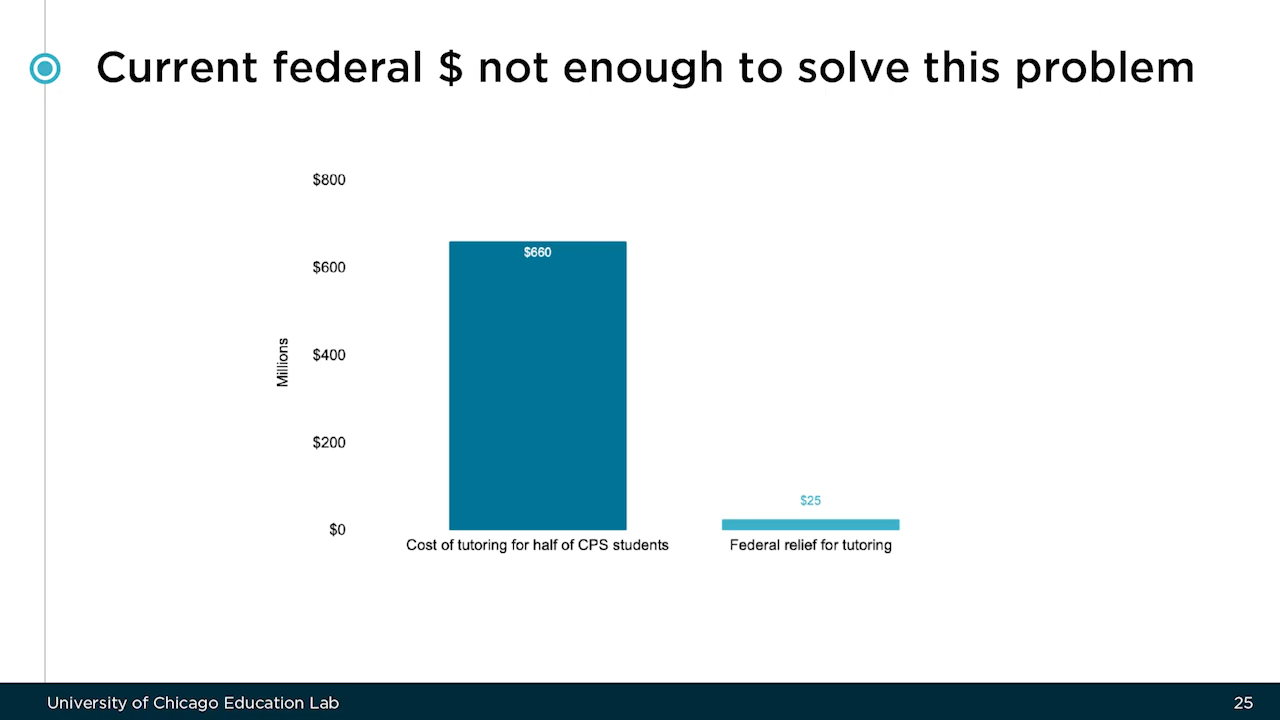 Current federal $ not enough to solve this problem
$800
$660
$600
Millions
$400
$200
$25
$0
Cost of tutoring for half of CPS students
Federal relief for tutoring
University of Chicago Education Lab
25